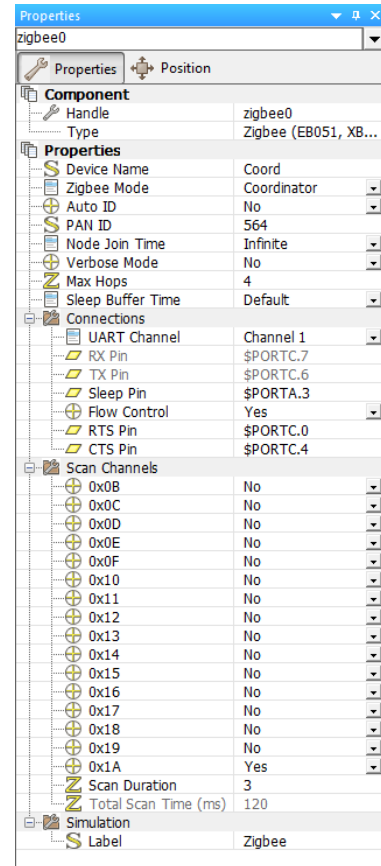 Properties
zigbee0
Properties Position
Component
Handle zigbee0
Type Zigbee (EB051, XB...
Properties
Device Name Coord
Zigbee Mode Coordinator
Auto ID No
PAN ID 564
Node Join Time Infinite
Verbose Mode No
Max Hops 4
Sleep Buffer Time Default
Connections
UART Channel Channel 1
RX Pin $PORTC.7
TX Pin $PORTC.6
Sleep Pin $PORTA.3
Flow Control Yes
RTS Pin $PORTC.0
CTS Pin $PORTC.4
Scan Channels
0x0B No
0x0C No
0x0D No
0x0E No
0x0F No
0x10 No
0x11 No
0x12 No
0x13 No
0x14 No
0x15 No
0x16 No
0x17 No
0x18 No
0x19 No
0x1A Yes
Scan Duration 3
Total Scan Time (ms) 120
Simulation
Label Zigbee